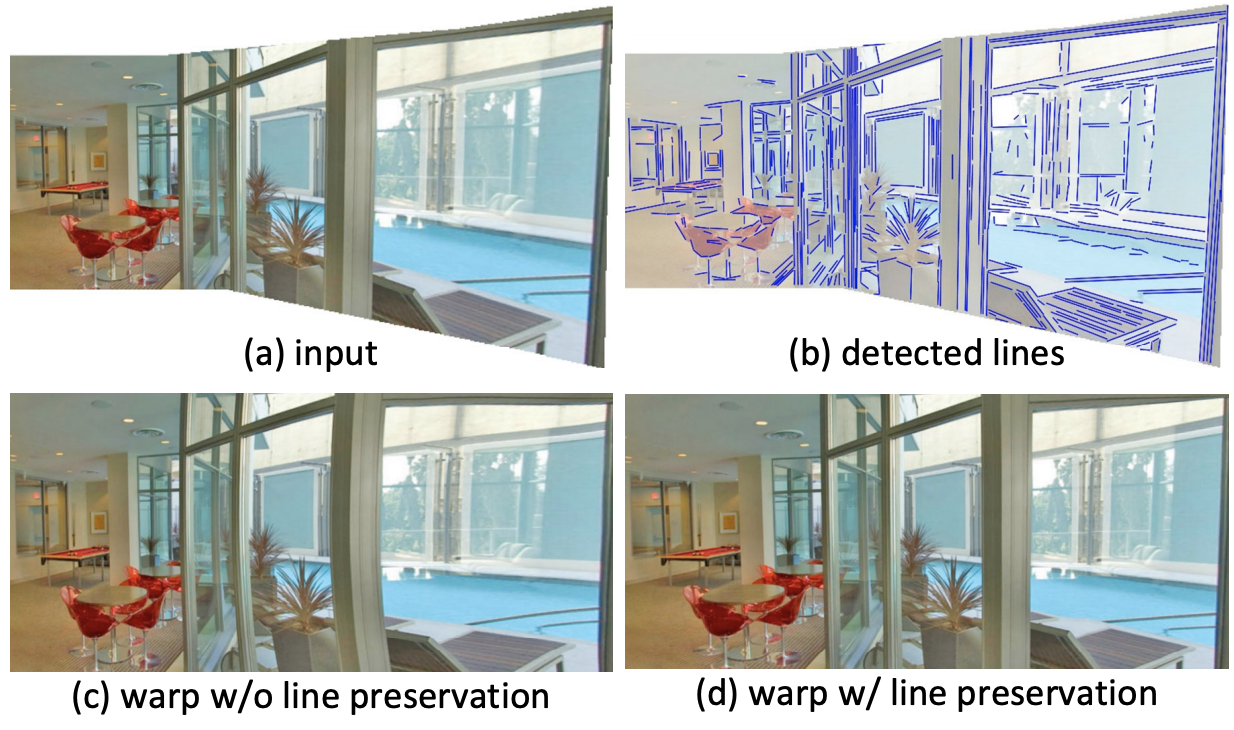 (a) input
(b) detected lines
(c) warp w/o line preservation
(d) warp w/ line preservation